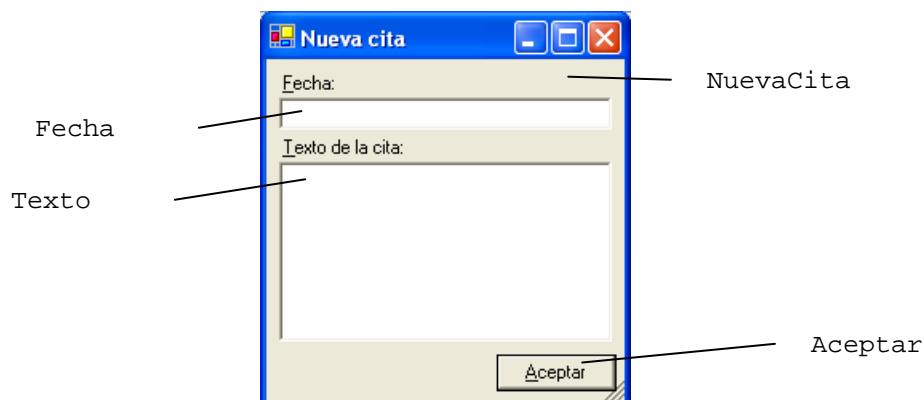 Nueva cita
Fecha:
NuevaCita
Fecha
Texto de la cita:
Texto
Aceptar
Aceptar